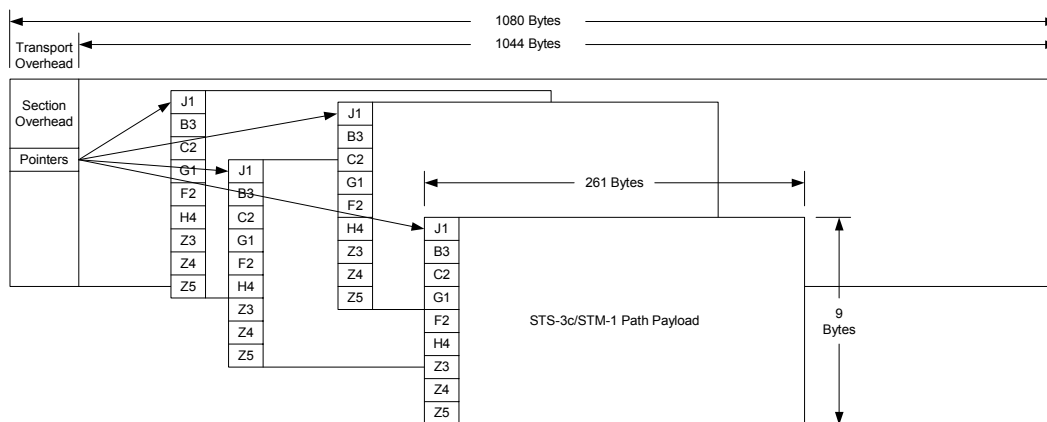 1080 Bytes
Transport
Overhead
1044 Bytes
Section
Overhead
Pointers
J1
B3
C2
G1
F2
H4
Z3
Z4
Z5
J1
B3
C2
G1
F2
H4
Z3
Z4
Z5
J1
B3
C2
G1
F2
H4
Z3
Z4
Z5
261 Bytes
J1
B3
C2
G1
F2
H4
Z3
Z4
Z5
STS-3c/STM-1 Path Payload
9
Bytes